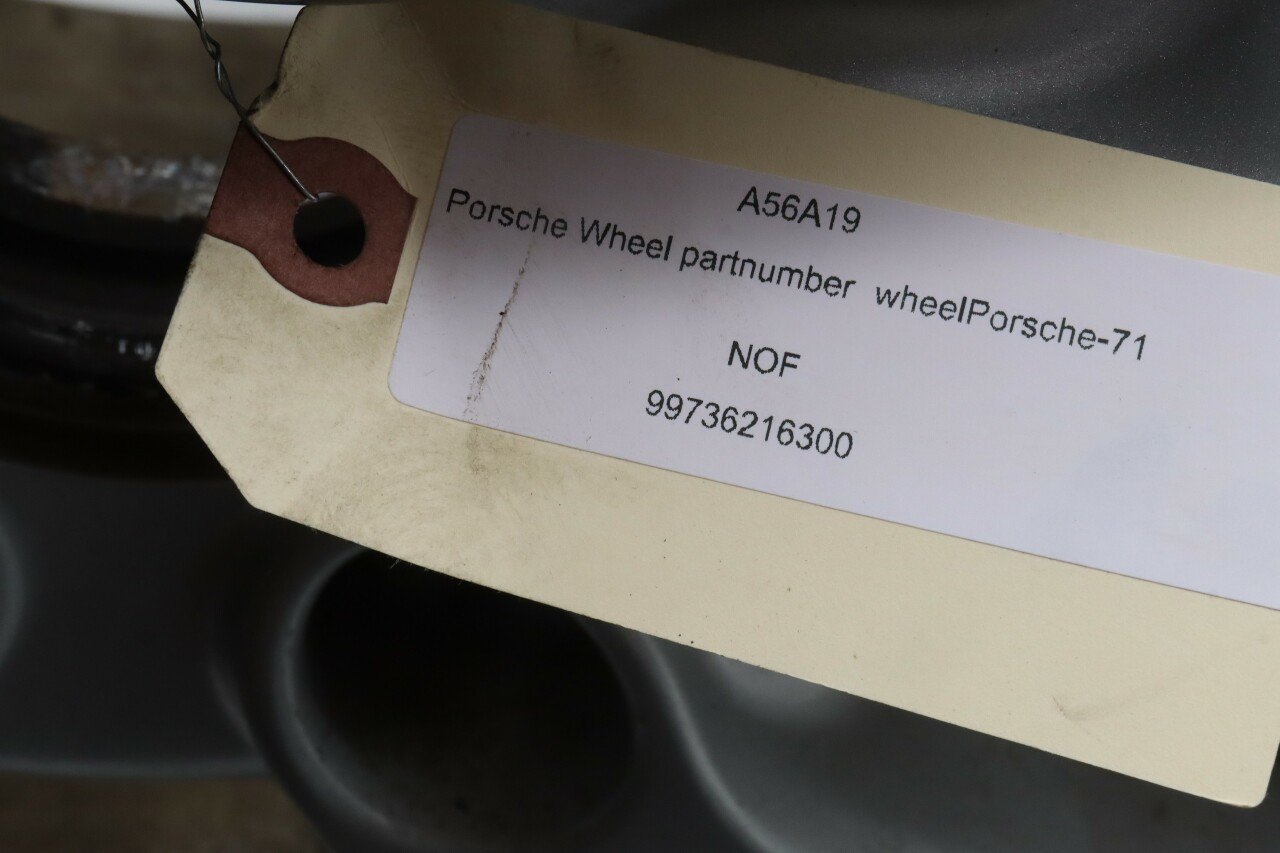 A56A19
Porsche Wheel partnumber wheelPorsche-71
NOF
99736216300